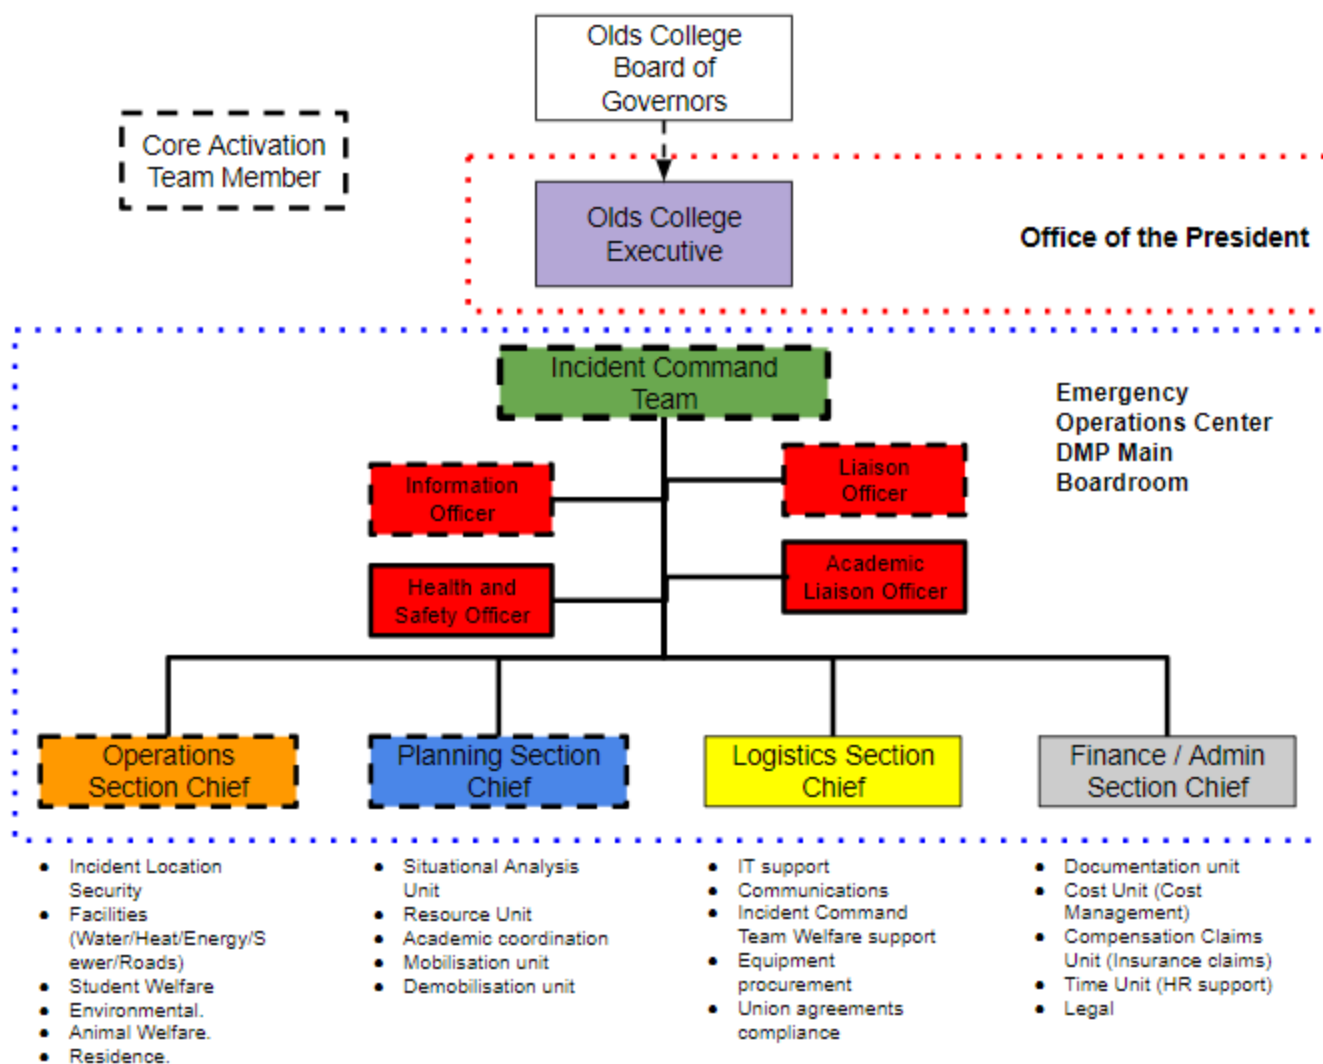 Olds College
Board of
Governors
Core Activation
Team Member
Olds College
Executive
Office of the President
Incident Command
Team
Emergency
Operations Center
DMP Main
Boardroom
Information
Officer
Liaison
Officer
Health and
Safety Officer
Academic
Liaison Officer
Operations
Section Chief
Planning Section
Chief
Logistics Section
Chief
Finance / Admin
Section Chief
● Incident Location
Security
● Facilities
(Water/Heat/Energy/S
ewer/Roads)
● Student Welfare
● Environmental.
● Animal Welfare.
● Residence.
● Situational Analysis
Unit
● Resource Unit
● Academic coordination
● Mobilisation unit
● Demobilisation unit
● IT support
● Communications
● Incident Command
Team Welfare support
● Equipment
procurement
● Union agreements
compliance
● Documentation unit
● Cost Unit (Cost
Management)
● Compensation Claims
Unit (Insurance claims)
● Time Unit (HR support)
● Legal